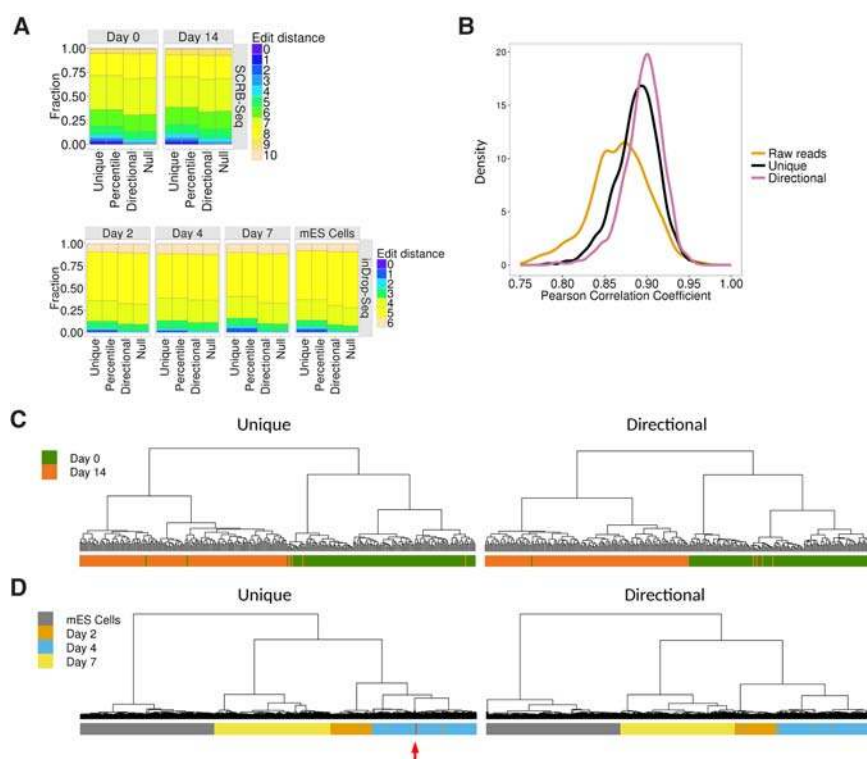 A
Day 0
Day 14
Edit distance
1.00
0.75
0.50
0.25
0.00
Fraction
0
1
2
3
4
5
6
7
8
9
10
SCRB-Seq
Unique
Percentile
Directional
Null
Unique
Percentile
Directional
Null
Day 2
Day 4
Day 7
mES Cells
Edit distance
1.00
0.75
0.50
0.25
0.00
Fraction
0
1
2
3
4
5
6
inDrop-Seq
Unique
Percentile
Directional
Null
Unique
Percentile
Directional
Null
Unique
Percentile
Directional
Null
Unique
Percentile
Directional
Null
B
20
15
10
5
0
Density
0.75
0.80
0.85
0.90
0.95
1.00
Pearson Correlation Coefficient
Raw reads
Unique
Directional
C
Unique
Directional
Day 0
Day 14
D
Unique
Directional
mES Cells
Day 2
Day 4
Day 7